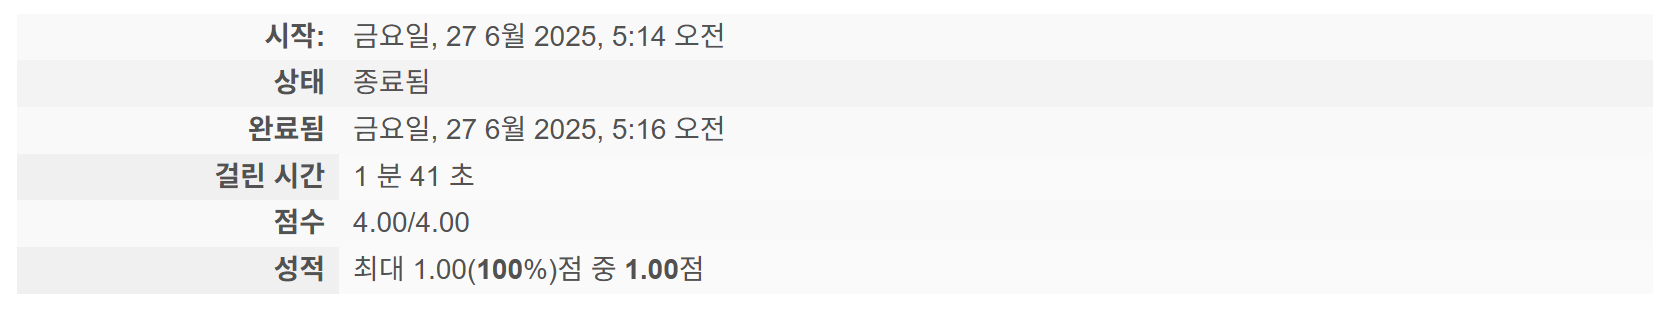 시작: 금요일, 27 6월 2025, 5:14 오전
상태 종료됨
완료됨 금요일, 27 6월 2025, 5:16 오전
걸린 시간 1 분 41 초
점수 4.00/4.00
성적 최대 1.00(100%)점 중 1.00점